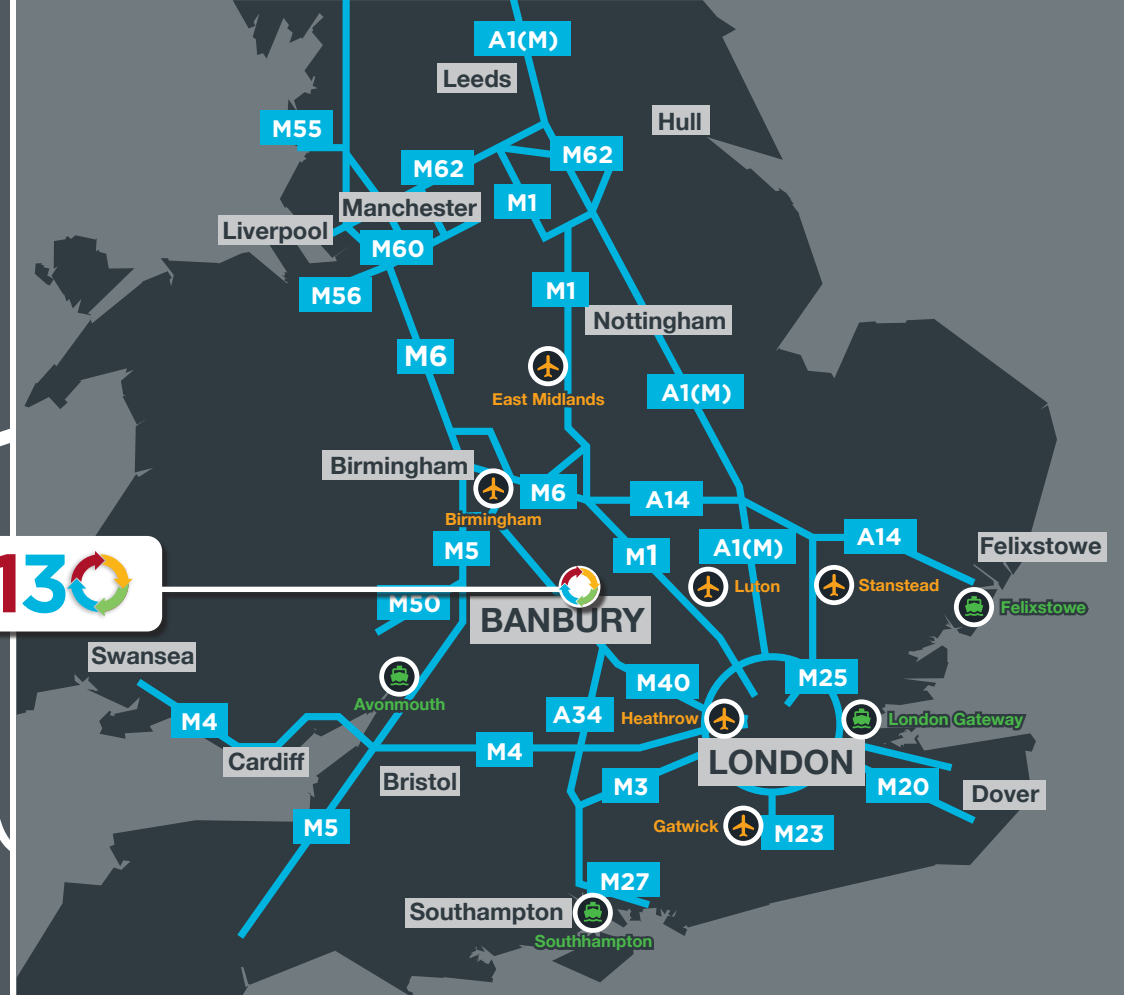 A1(M)
Leeds
Hull
M55
M62
M62
M1
Manchester
Liverpool
M60
M56
M1
Nottingham
M6
East Midlands
A1(M)
Birmingham
M6
A14
Birmingham
M5
M1
A1(M)
A14
Felixstowe
130
Luton
Stanstead
M50
Felixstowe
BANBURY
Swansea
Avonmouth
M40
M25
M4
A34
Heathrow
London Gateway
M4
Cardiff
LONDON
Bristol
M3
M20
Dover
M5
Gatwick
M23
M27
Southampton
Southhampton